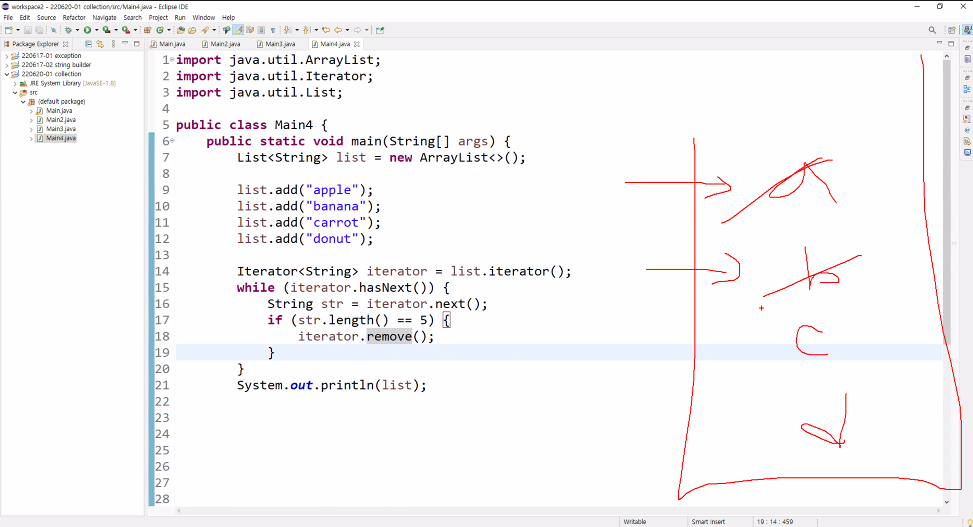 workspace2 - 220620-01 collection/src/Main4.java - Eclipse IDE
File Edit Source Refactor Navigate Search Project Run Window Help
Package Explorer
Main.java Main2.java Main3.java Main4.java
220617-01 exception
220617-02 string builder
220620-01 collection
JRE System Library [JavaSE-1.8]
src
(default package)
Main.java
Main2.java
Main3.java
Main4.java
1 import java.util.ArrayList;
2 import java.util.Iterator;
3 import java.util.List;
4
5 public class Main4 {
6 public static void main(String[] args) {
7 List<String> list = new ArrayList<>();
8
9 list.add("apple");
10 list.add("banana");
11 list.add("carrot");
12 list.add("donut");
13
14 Iterator<String> iterator = list.iterator();
15 while (iterator.hasNext()) {
16 String str = iterator.next();
17 if (str.length() == 5) {
18 iterator.remove();
19 }
20 }
21 System.out.println(list);
22
23
24
25
26
27
28
b
c
d
Writable Smart Insert 19 : 14 : 459